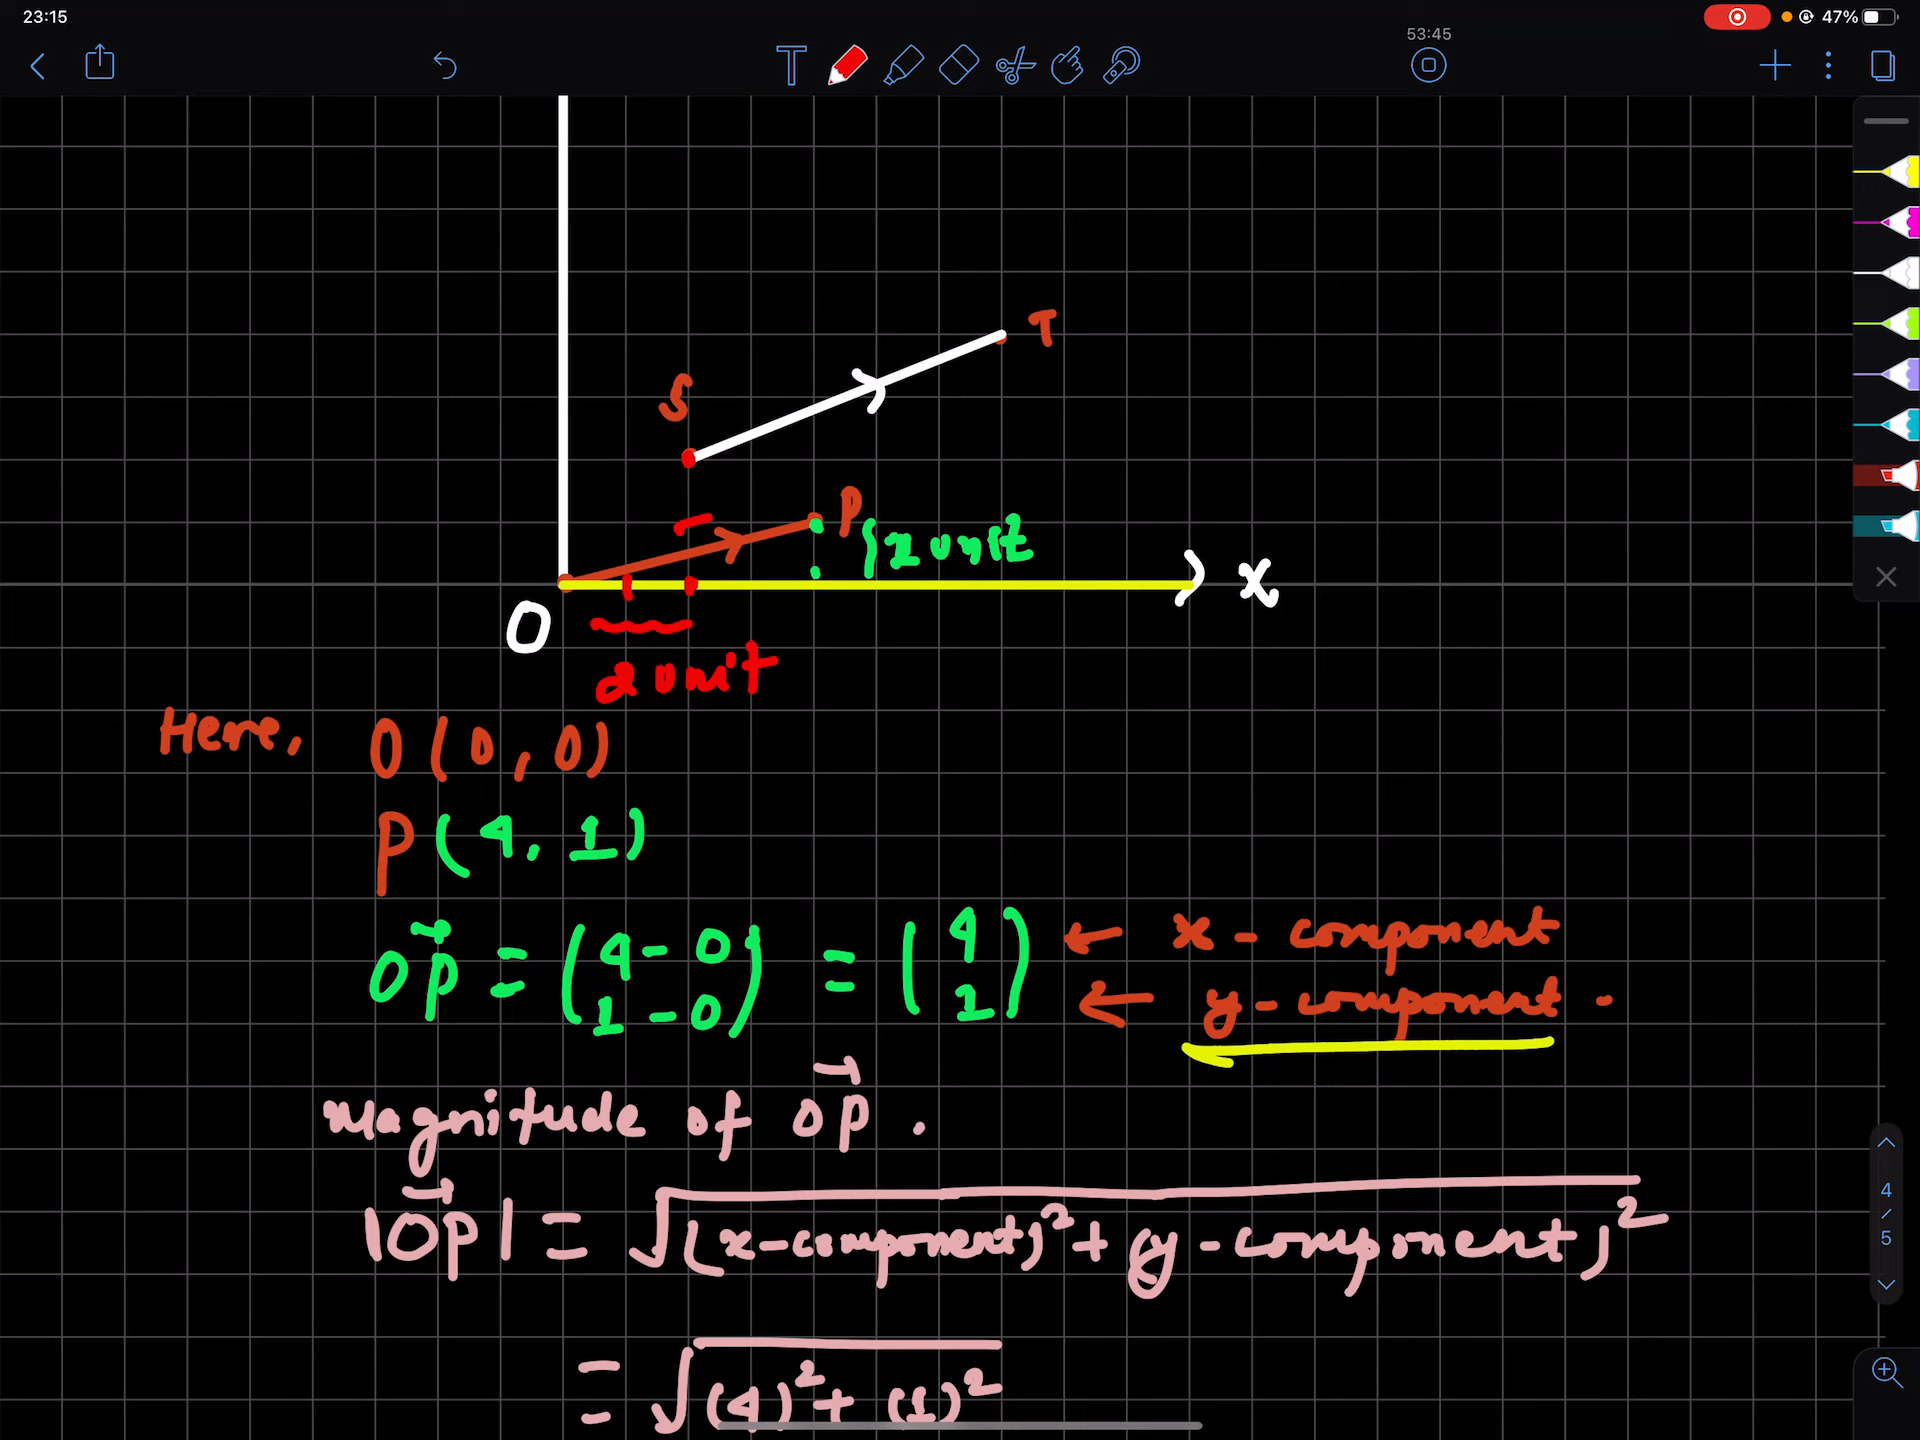 23:15
47%
53:45
T
T
S
P
1 unit
X
O
2 unit
Here, O (0, 0)
P (4, 1)
OP⃗ = (4 - 0 1 - 0) = (4 1) ← x - component ← y - component
Magnitude of OP⃗ .
|OP⃗| = √(x-component)² + (y-component)²
= √(4)² + (1)²
4
/
5